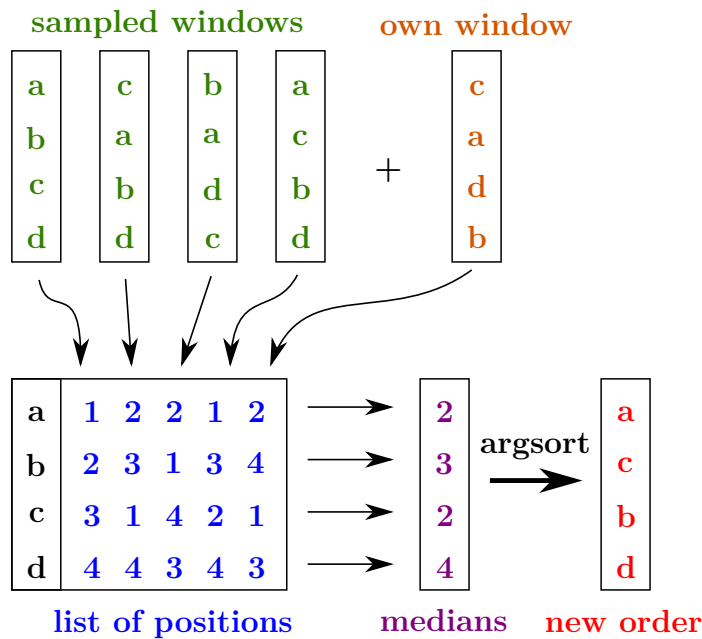 sampled windows own window
a c b a c
b a a c + a
c b d b d
d d c d b
a 1 2 2 1 2 2 a
argsort
b 2 3 1 3 4 3 c
c 3 1 4 2 1 2 b
d 4 4 3 4 3 4 d
list of positions medians new order